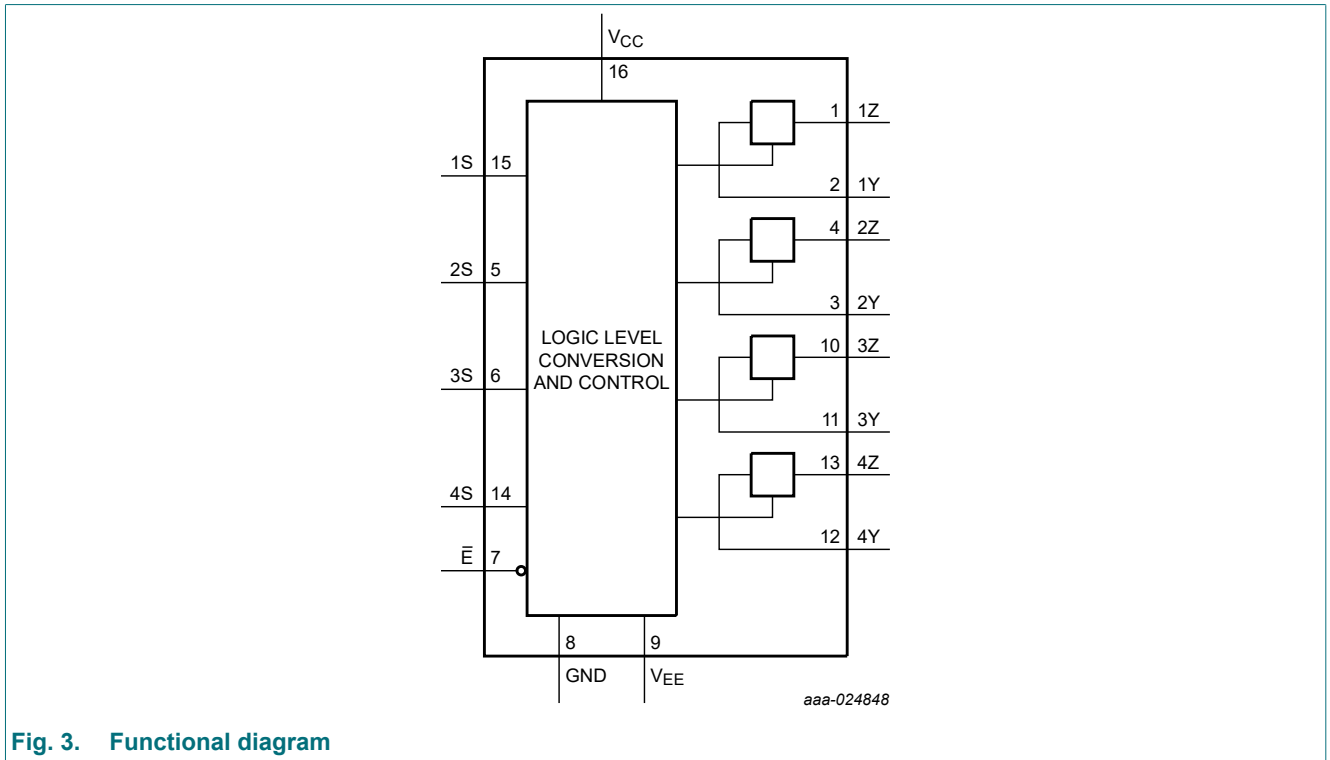 VCC
16
1 1Z
1S 15
2 1Y
4 2Z
2S 5
3 2Y
LOGIC LEVEL
CONVERSION
AND CONTROL
10 3Z
3S 6
11 3Y
13 4Z
4S 14
12 4Y
E̅ 7
8
9
GND
VEE
aaa-024848
Fig. 3. Functional diagram